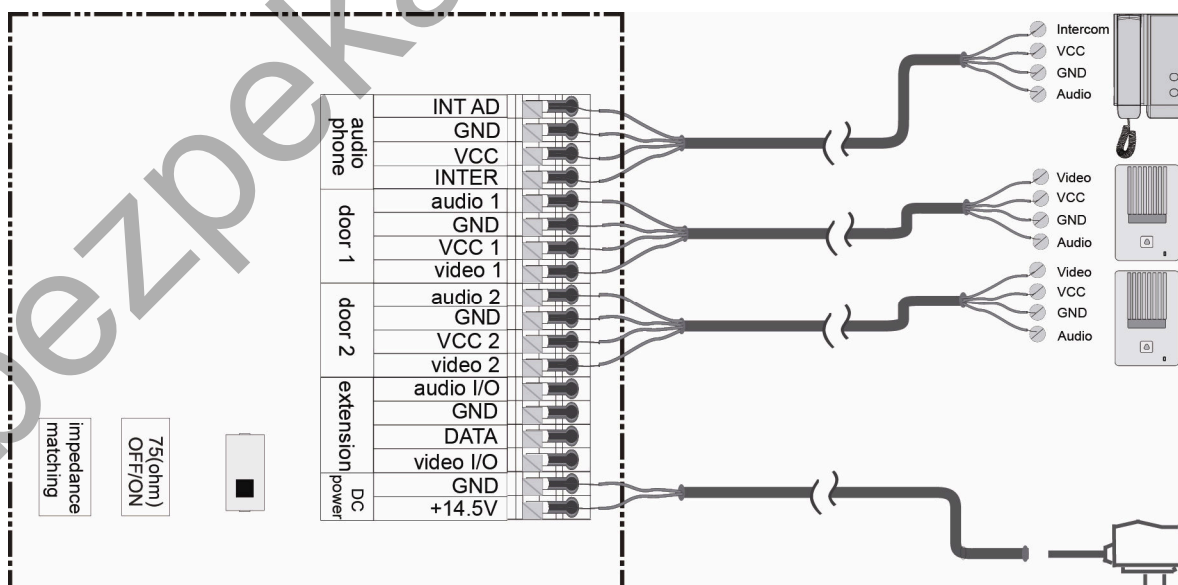 audio phone
INT AD
GND
VCC
INTER
door 1
audio 1
GND
VCC 1
video 1
door 2
audio 2
GND
VCC 2
video 2
extension
audio I/O
GND
DATA
video I/O
DC power
GND
+14.5V
impedance matching
75(ohm) OFF/ON
Intercom
VCC
GND
Audio
Video
VCC
GND
Audio
Video
VCC
GND
Audio
bezpeka